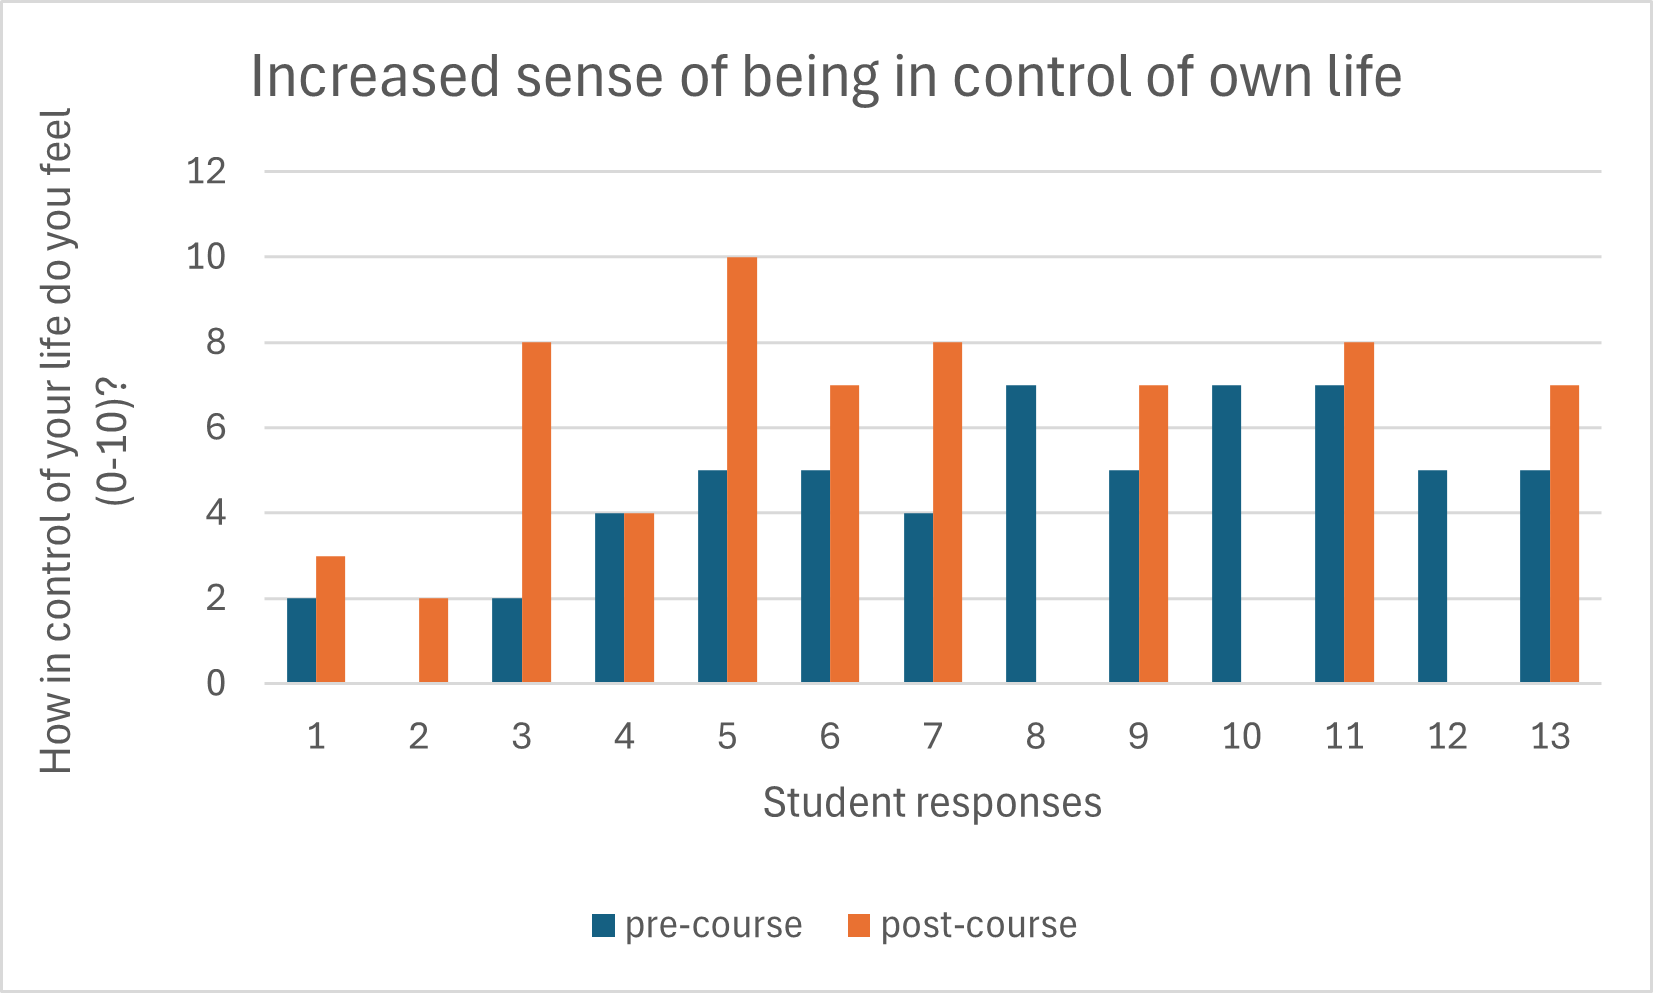 Increased sense of being in control of own life
How in control of your life do you feel
(0-10)?
12
10
8
6
4
2
0
1 2 3 4 5 6 7 8 9 10 11 12 13
Student responses
pre-course post-course